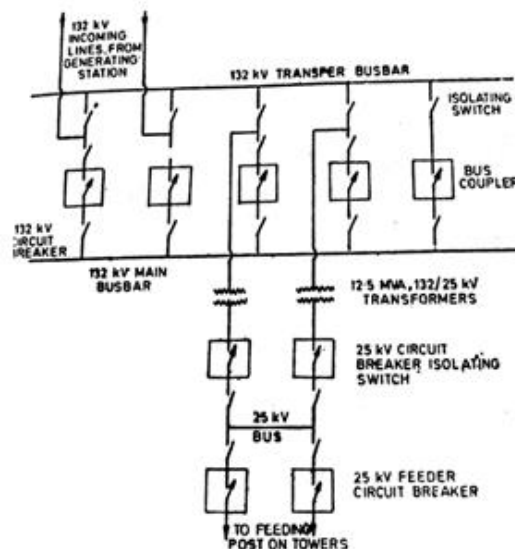 132 kV
INCOMING
LINES, FROM
GENERATING
STATION
132 kV TRANSPER BUSBAR
ISOLATING
SWITCH
BUS
COUPLER
132 kV
CIRCUIT
BREAKER
132 kV MAIN
BUSBAR
12·5 MVA, 132/25 kV
TRANSFORMERS
25 kV CIRCUIT
BREAKER ISOLATING
SWITCH
25 kV
BUS
25 kV FEEDER
CIRCUIT BREAKER
TO FEEDING
POST ON TOWERS